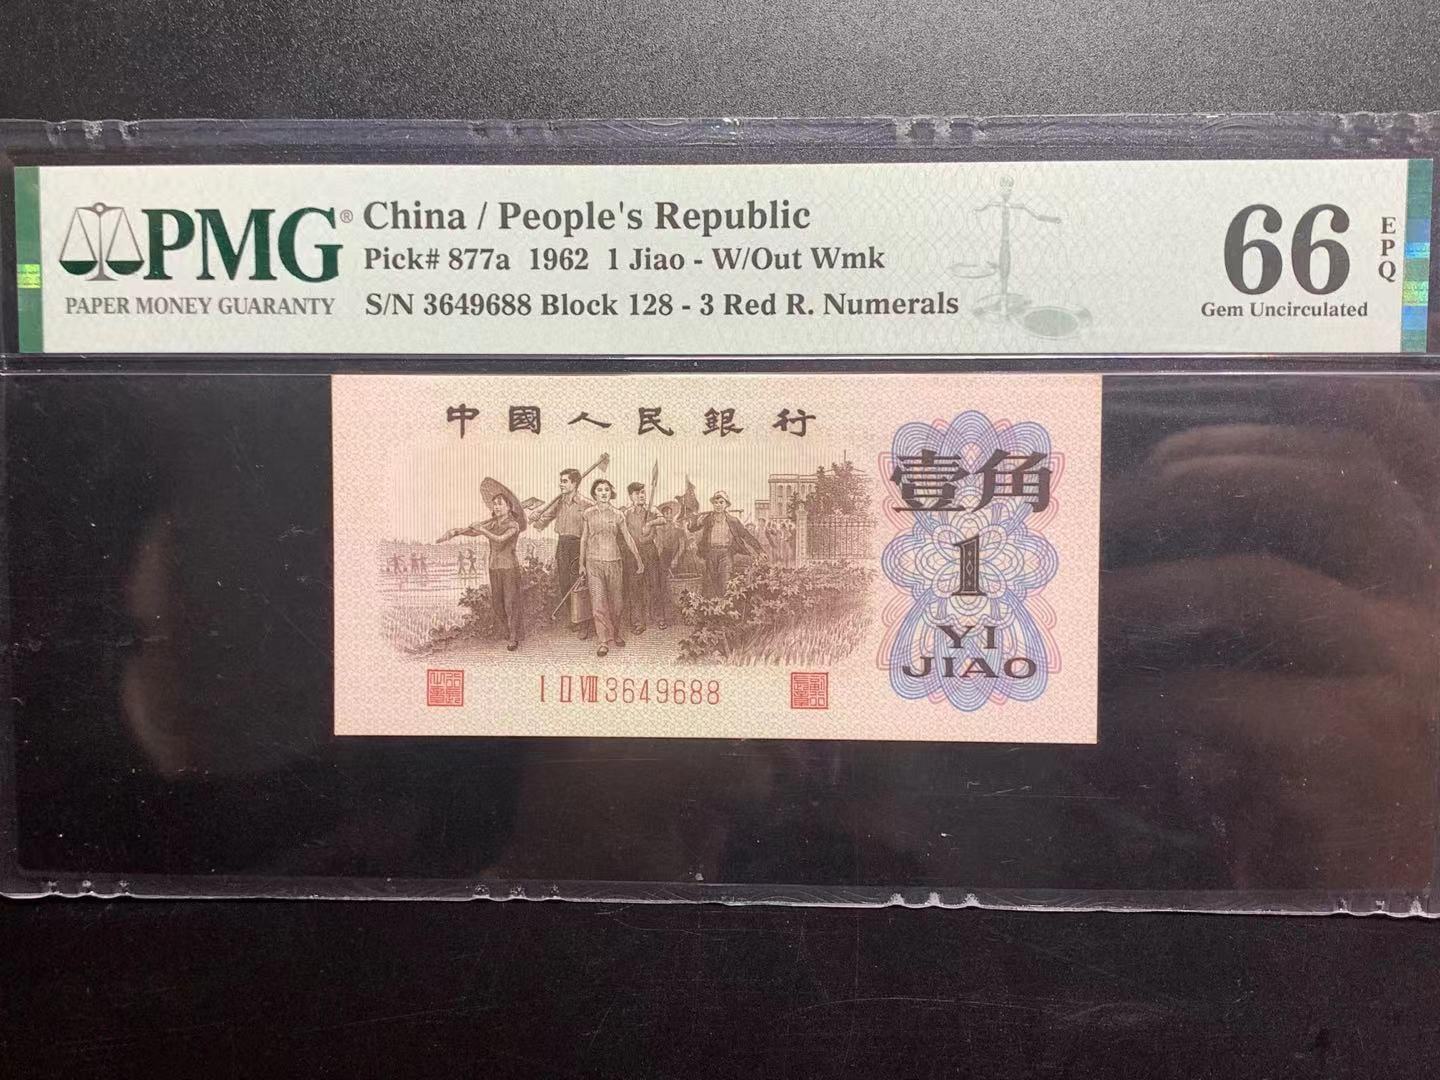 PMG®
PAPER MONEY GUARANTY
China / People's Republic
Pick# 877a 1962 1 Jiao - W/Out Wmk
S/N 3649688 Block 128 - 3 Red R. Numerals
66
EPQ
Gem Uncirculated
中國人民銀行
壹角
1
YI
JIAO
I II VIII 3649688